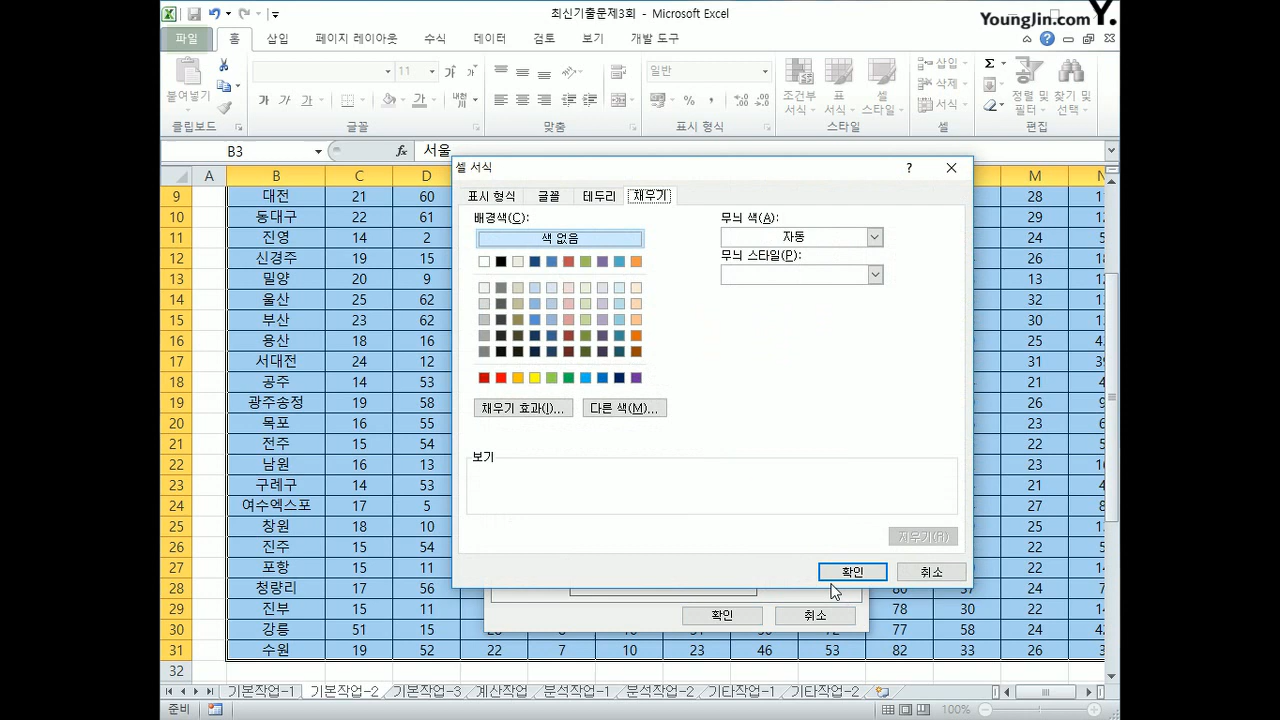 최신기출문제3회 - Microsoft Excel
YoungJin.com Y.
파일 홈 삽입 페이지 레이아웃 수식 데이터 검토 보기 개발 도구
붙여넣기
클립보드
11
가 가 가
가 내천
글꼴
맞춤
일반
% ,
표시 형식
조건부 서식
표 서식
셀 스타일
스타일
삽입
삭제
서식
셀
Σ
정렬 및 필터
찾기 및 선택
편집
B3 fx 서울
A B C D M N
9 대전 21 60 28
10 동대구 22 61 29
11 진영 14 2 24
12 신경주 19 15 26
13 밀양 20 9 13
14 울산 25 62 32
15 부산 23 62 30
16 용산 18 16 25
17 서대전 24 12 31
18 공주 14 53 21
19 광주송정 19 58 26
20 목포 16 55 23
21 전주 15 54 22
22 남원 16 13 23
23 구례구 14 53 21
24 여수엑스포 17 5 27
25 창원 18 10 25
26 진주 15 54 22
27 포항 15 11 22
28 청량리 17 56
29 진부 15 11 78 30 22
30 강릉 51 15 77 58 24
31 수원 19 52 22 7 10 23 46 53 82 33 26
32
셀 서식
?
표시 형식 글꼴 테두리 채우기
배경색(C):
색 없음
무늬 색(A):
자동
무늬 스타일(P):
채우기 효과(I)... 다른 색(M)...
보기
지우기(R)
확인 취소
확인 취소
기본작업-1 기본작업-2 기본작업-3 계산작업 분석작업-1 분석작업-2 기타작업-1 기타작업-2
준비 100%